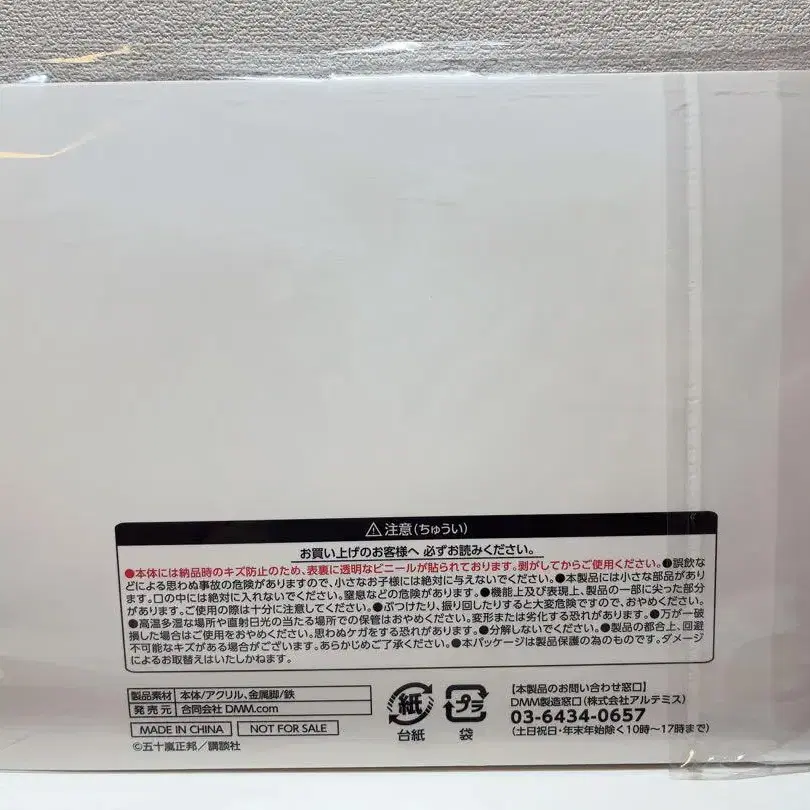 ⚠注意(ちゅうい)
お買い上げのお客様へ 必ずお読みください。
●本体には納品時のキズ防止のため、表裏に透明なビニールが貼られております。剥がしてからご使用ください。●誤飲な
どによる思わぬ事故の危険がありますので、小さなお子様には絶対に与えないでください。●本製品には小さな部品があり
ます。口の中には絶対に入れないでください。窒息などの危険があります。●機能上及び表現上、製品の一部に尖った部分
があります。ご使用の際は十分に注意してください。●ぶつけたり、振り回したりすると大変危険ですので、おやめください。
●高温多湿な場所や直射日光の当たる場所での保管はおやめください。変形または劣化する恐れがあります。●万が一破
損した場合はご使用をおやめください。思わぬケガをする恐れがあります。●分解しないでください。●製品の都合上、回避
不可能なキズがある場合がございます。あらかじめご了承ください。●本パッケージは製品保護の為のものです。ダメージ
によるお取替えはいたしかねます。
製品素材 本体/アクリル、金属脚/鉄
発売元 合同会社DMM.com
MADE IN CHINA NOT FOR SALE
©五十嵐正邦/講談社
紙
台紙
プラ
袋
【本製品のお問い合わせ窓口】
DMM製造窓口(株式会社アルテミス)
03-6434-0657
(土日祝日・年末年始除く10時〜17時まで)